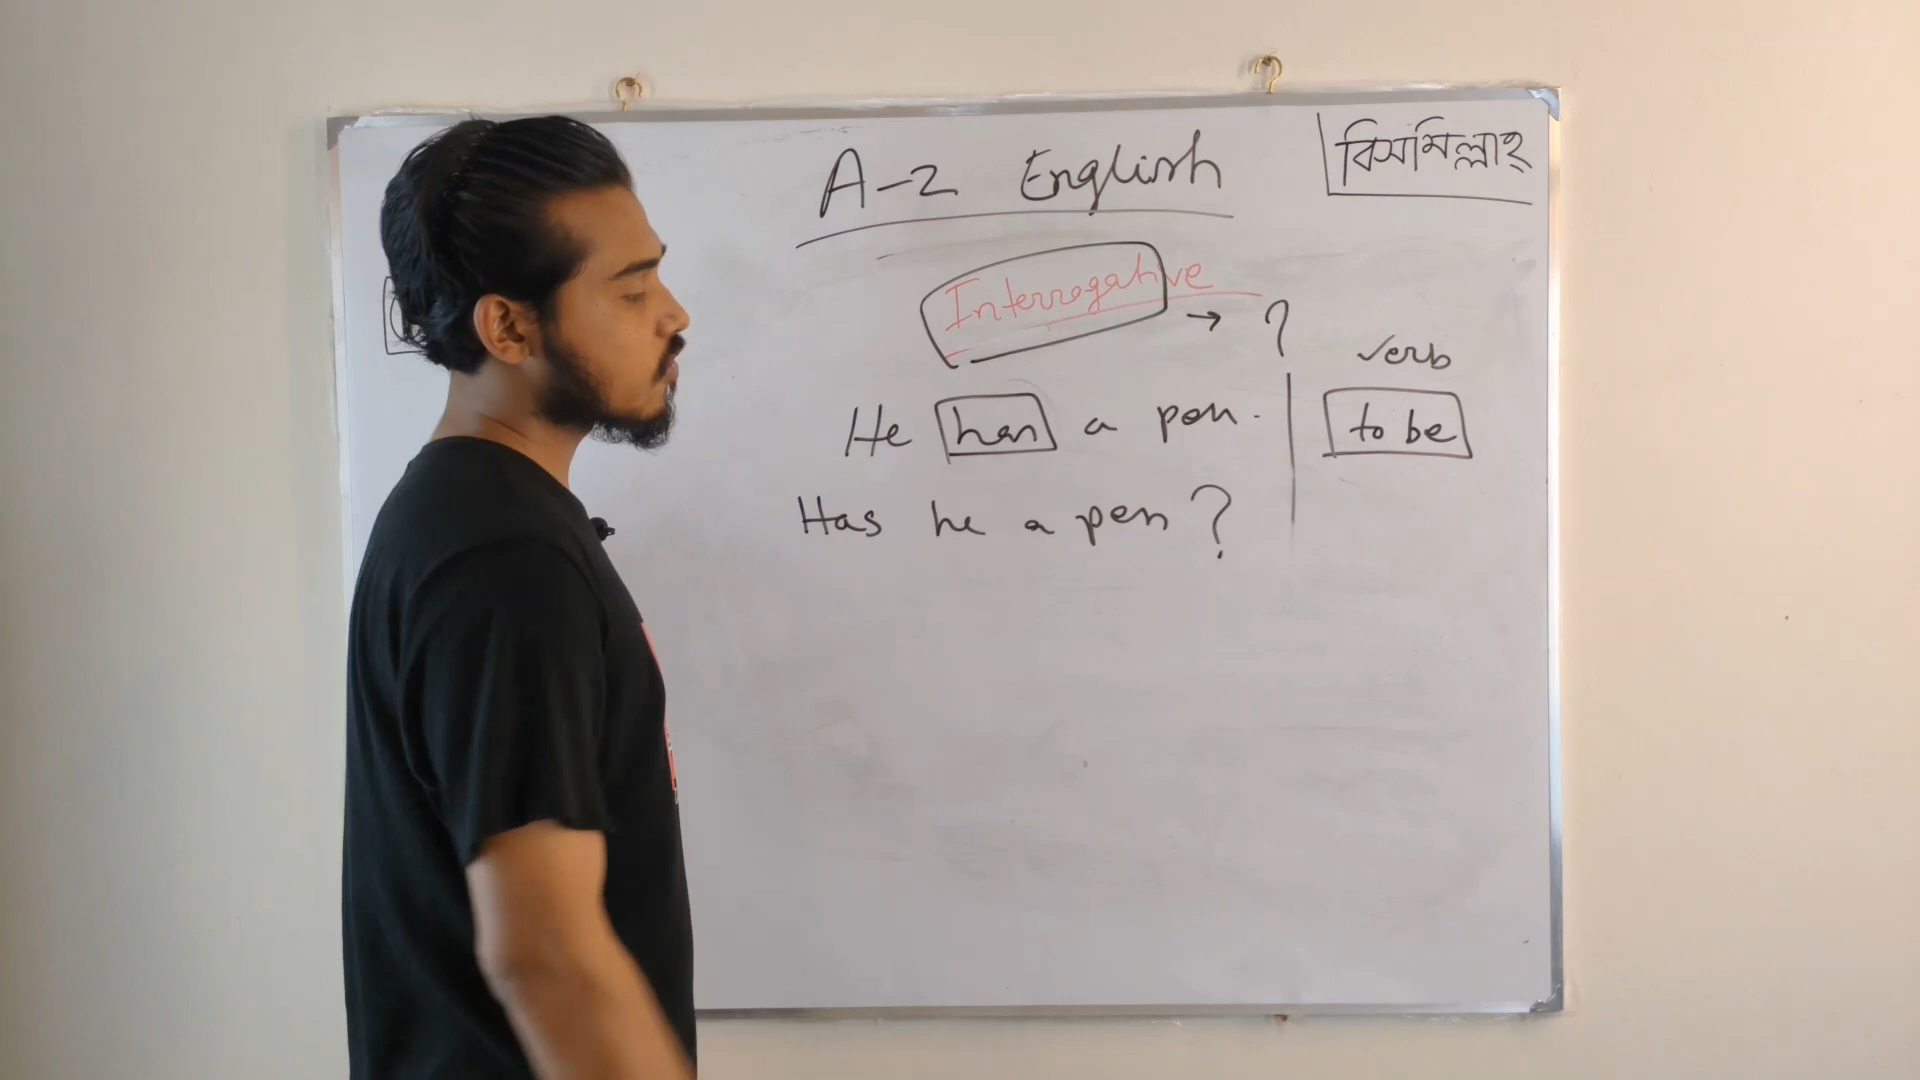 A-Z English
বিসমিল্লাহ্
Interrogative → ?
verb
He has a pen.
to be
Has he a pen?